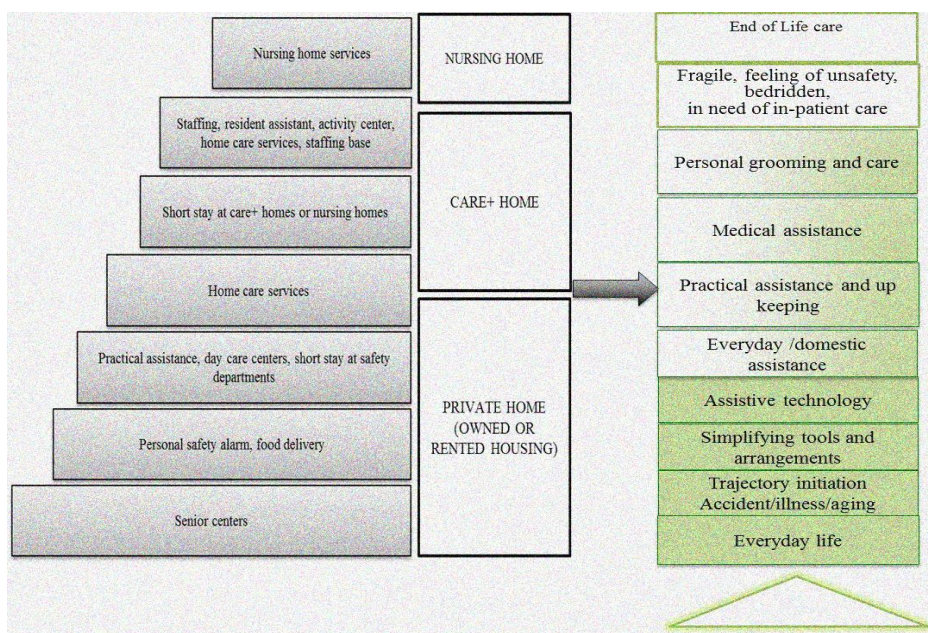 Nursing home services
Staffing, resident assistant, activity center,
home care services, staffing base
Short stay at care+ homes or nursing homes
Home care services
Practical assistance, day care centers, short stay at safety
departments
Personal safety alarm, food delivery
Senior centers
NURSING HOME
CARE+ HOME
PRIVATE HOME
(OWNED OR
RENTED HOUSING)
End of Life care
Fragile, feeling of unsafety,
bedridden,
in need of in-patient care
Personal grooming and care
Medical assistance
Practical assistance and up
keeping
Everyday /domestic
assistance
Assistive technology
Simplifying tools and
arrangements
Trajectory initiation
Accident/illness/aging
Everyday life